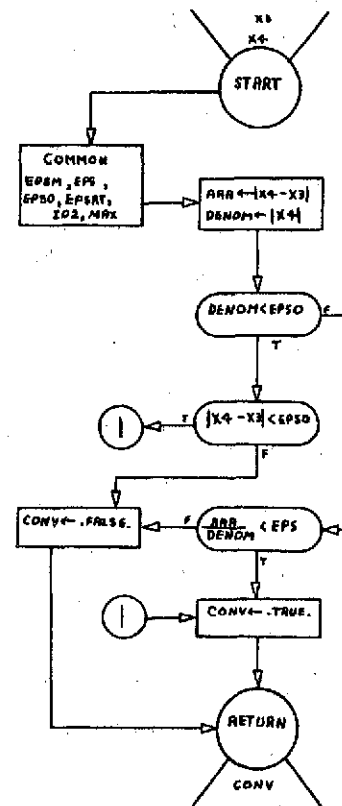 X3
X4
START
COMMON
EPSM, EPS,
EPSO, EPSRT,
IO2, MAX
ARR←|X4-X3|
DENOM←|X4|
DENOM<EPSO
F
T
|X4-X3|<EPSO
T
1
F
CONV←.FALSE.
F
ARR
DENOM <EPS
T
1
CONV←.TRUE.
RETURN
CONV